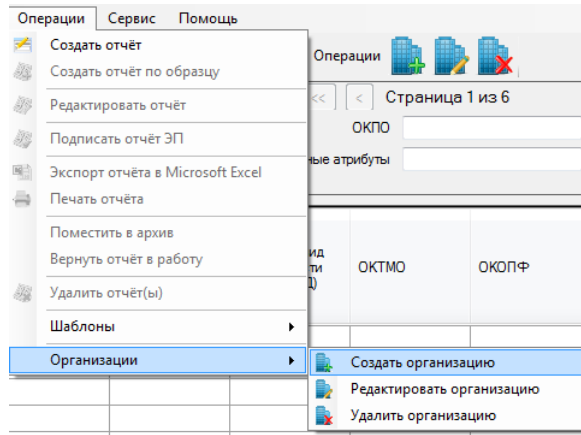 Операции Сервис Помощь
Создать отчёт
Операции
Создать отчёт по образцу
<< < Страница 1 из 6
Редактировать отчёт
ОКПО
Подписать отчёт ЭП
ные атрибуты
Экспорт отчёта в Microsoft Excel
Печать отчёта
Поместить в архив
Вернуть отчёт в работу
ид
ти
ОКТМО ОКОПФ
Удалить отчёт(ы)
Шаблоны
Организации
Создать организацию
Редактировать организацию
Удалить организацию